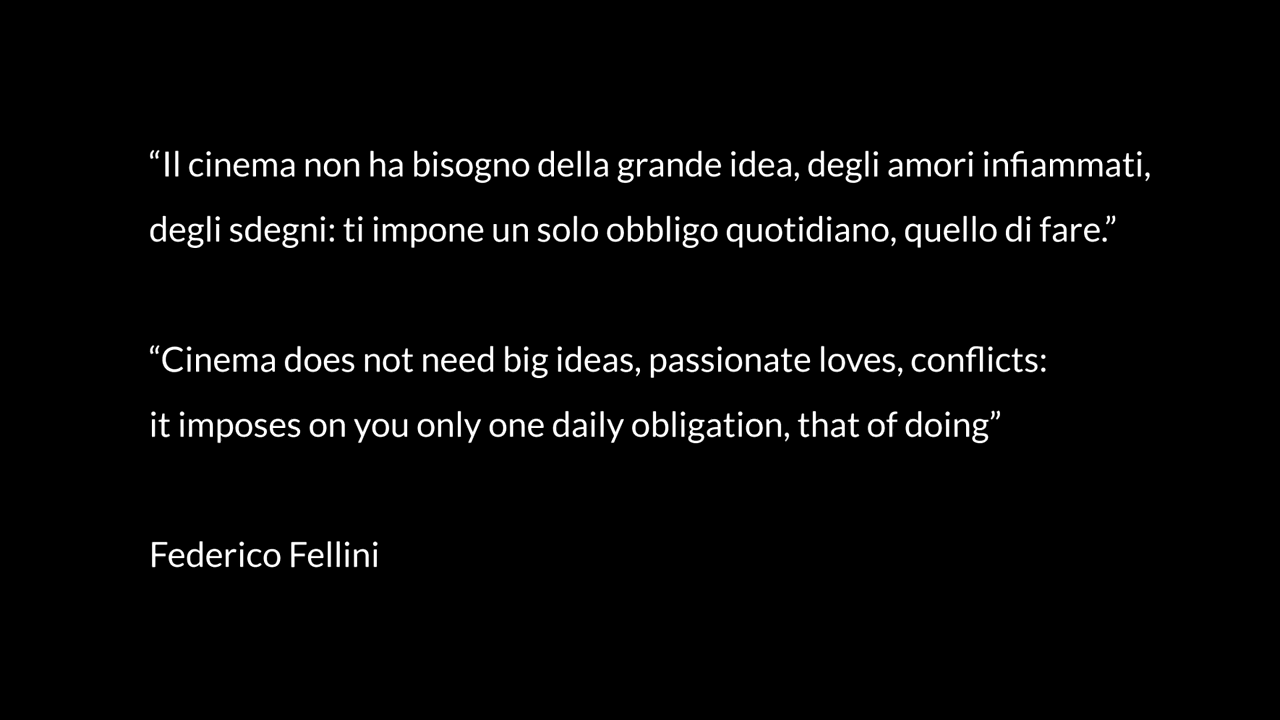 “Il cinema non ha bisogno della grande idea, degli amori infiammati,
degli sdegni: ti impone un solo obbligo quotidiano, quello di fare.”
“Cinema does not need big ideas, passionate loves, conflicts:
it imposes on you only one daily obligation, that of doing”
Federico Fellini